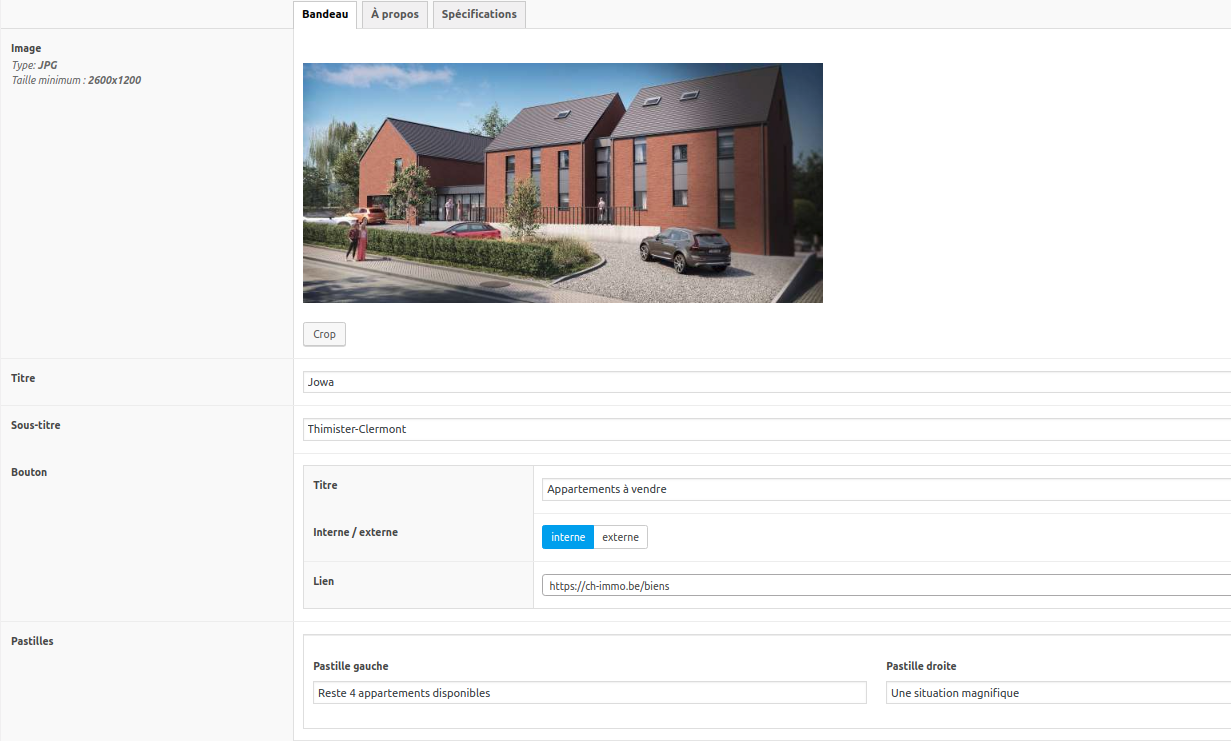 Bandeau
À propos
Spécifications
Image
Type: JPG
Taille minimum : 2600x1200
Crop
Titre
Jowa
Sous-titre
Thimister-Clermont
Bouton
Titre
Appartements à vendre
Interne / externe
interne
externe
Lien
https://ch-immo.be/biens
Pastilles
Pastille gauche
Pastille droite
Reste 4 appartements disponibles
Une situation magnifique